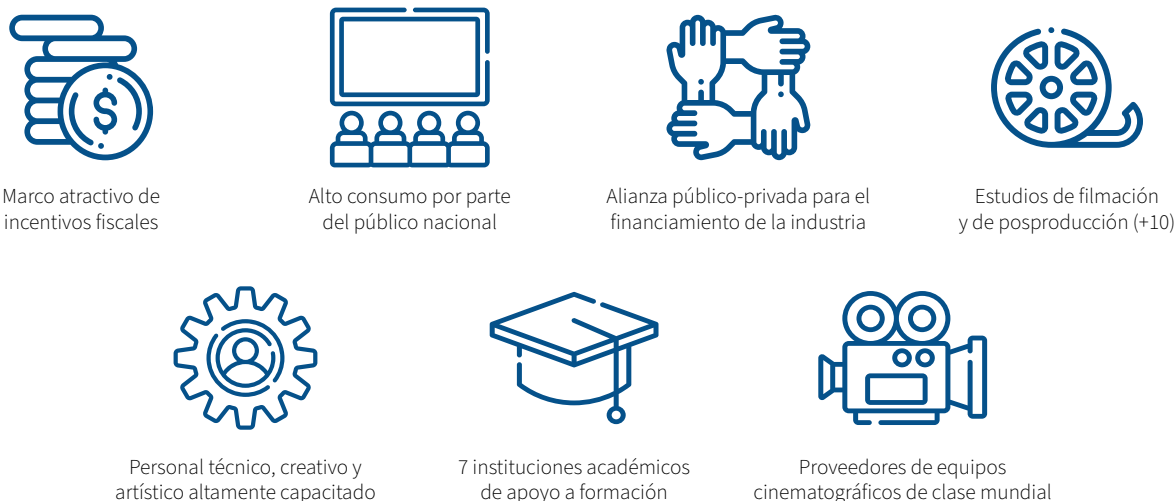 $
Marco atractivo de
incentivos fiscales
Alto consumo por parte
del público nacional
Alianza público-privada para el
financiamiento de la industria
Estudios de filmación
y de posproducción (+10)
Personal técnico, creativo y
artístico altamente capacitado
7 instituciones académicos
de apoyo a formación
Proveedores de equipos
cinematográficos de clase mundial